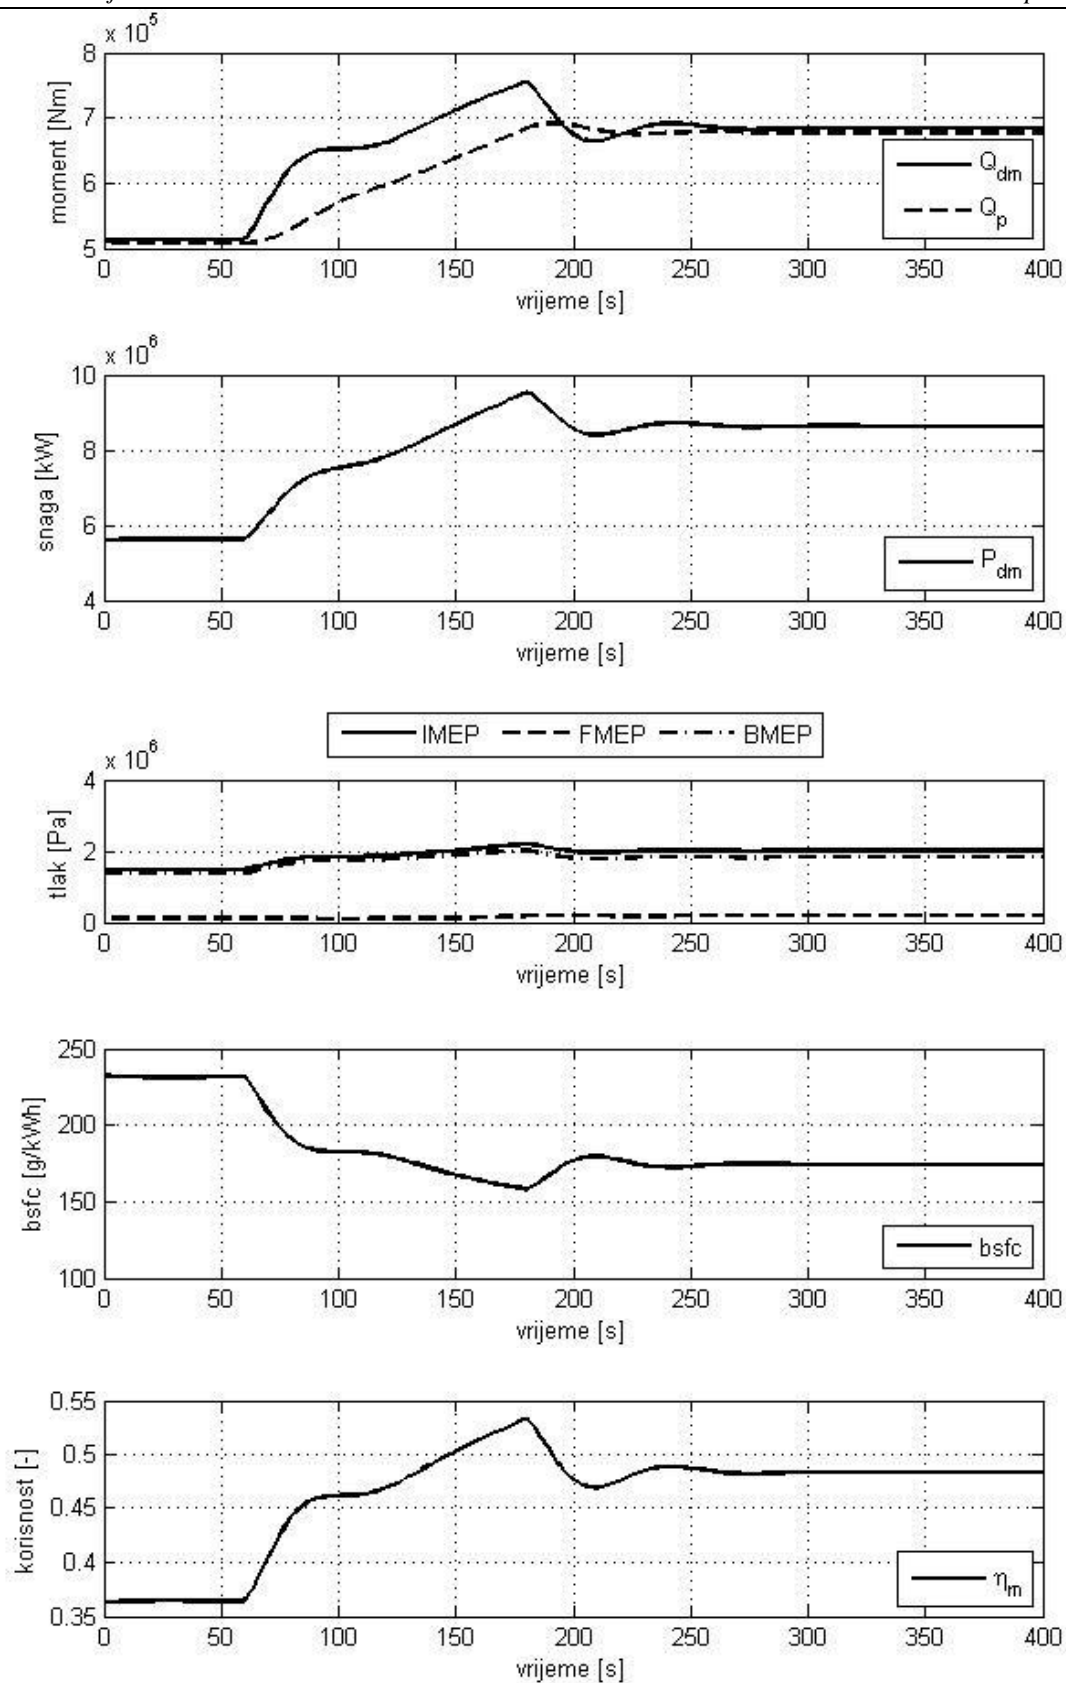 x 10^5
8
7
6
5
moment [Nm]
Q_dm
Q_p
0 50 100 150 200 250 300 350 400
vrijeme [s]
x 10^6
10
8
6
4
snaga [kW]
P_dm
0 50 100 150 200 250 300 350 400
vrijeme [s]
IMEP FMEP BMEP
x 10^6
4
2
0
tlak [Pa]
0 50 100 150 200 250 300 350 400
vrijeme [s]
250
200
150
100
bsfc [g/kWh]
bsfc
0 50 100 150 200 250 300 350 400
vrijeme [s]
0.55
0.5
0.45
0.4
0.35
korisnost [-]
η_m
0 50 100 150 200 250 300 350 400
vrijeme [s]